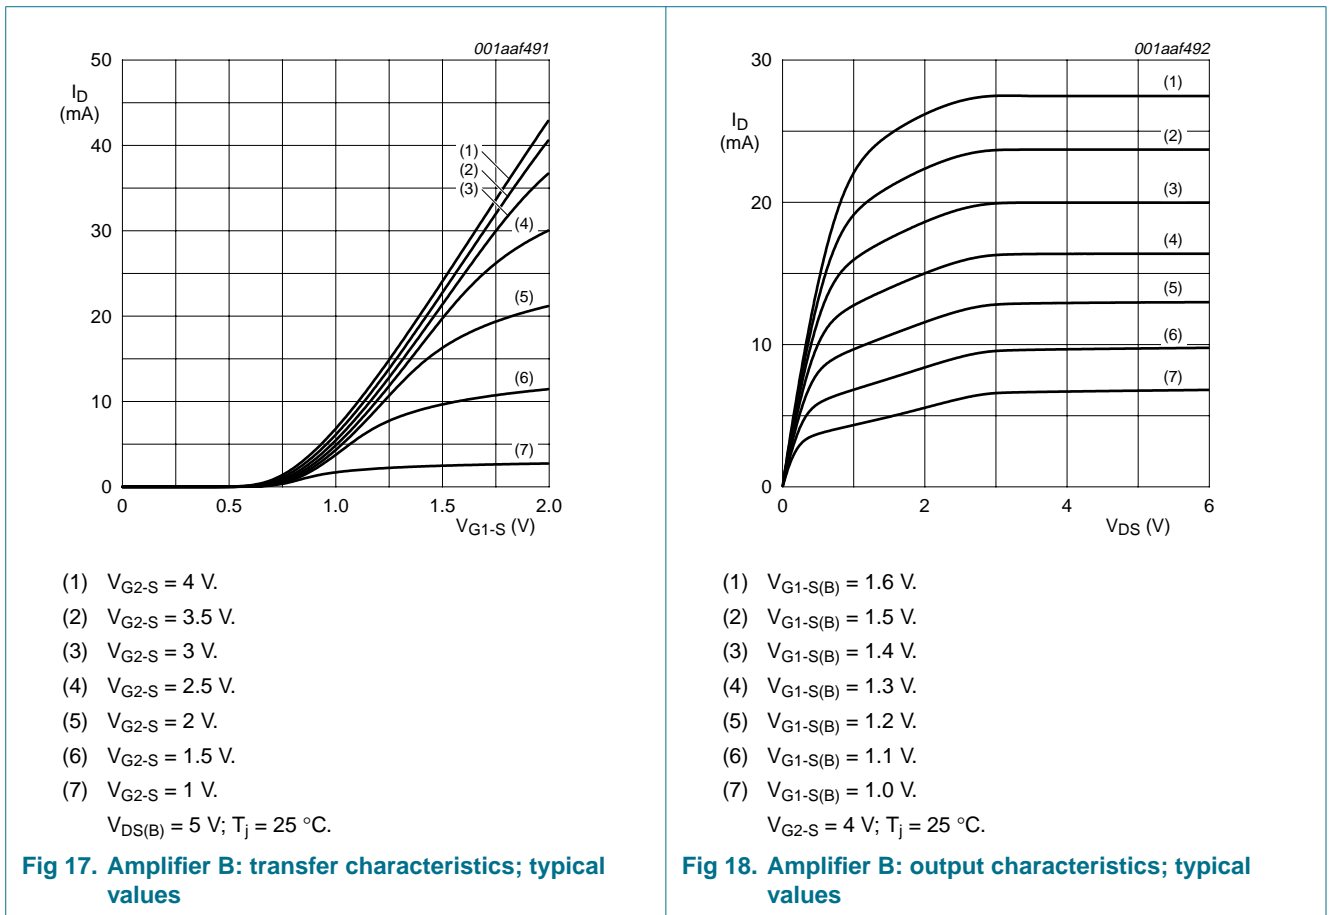 001aaf491
50
40
30
20
10
0
I_D
(mA)
(1)
(2)
(3)
(4)
(5)
(6)
(7)
0
0.5
1.0
1.5
2.0
V_G1-S (V)
(1) V_G2-S = 4 V.
(2) V_G2-S = 3.5 V.
(3) V_G2-S = 3 V.
(4) V_G2-S = 2.5 V.
(5) V_G2-S = 2 V.
(6) V_G2-S = 1.5 V.
(7) V_G2-S = 1 V.
V_DS(B) = 5 V; T_j = 25 °C.
Fig 17. Amplifier B: transfer characteristics; typical
values
001aaf492
30
20
10
0
I_D
(mA)
(1)
(2)
(3)
(4)
(5)
(6)
(7)
0
2
4
6
V_DS (V)
(1) V_G1-S(B) = 1.6 V.
(2) V_G1-S(B) = 1.5 V.
(3) V_G1-S(B) = 1.4 V.
(4) V_G1-S(B) = 1.3 V.
(5) V_G1-S(B) = 1.2 V.
(6) V_G1-S(B) = 1.1 V.
(7) V_G1-S(B) = 1.0 V.
V_G2-S = 4 V; T_j = 25 °C.
Fig 18. Amplifier B: output characteristics; typical
values